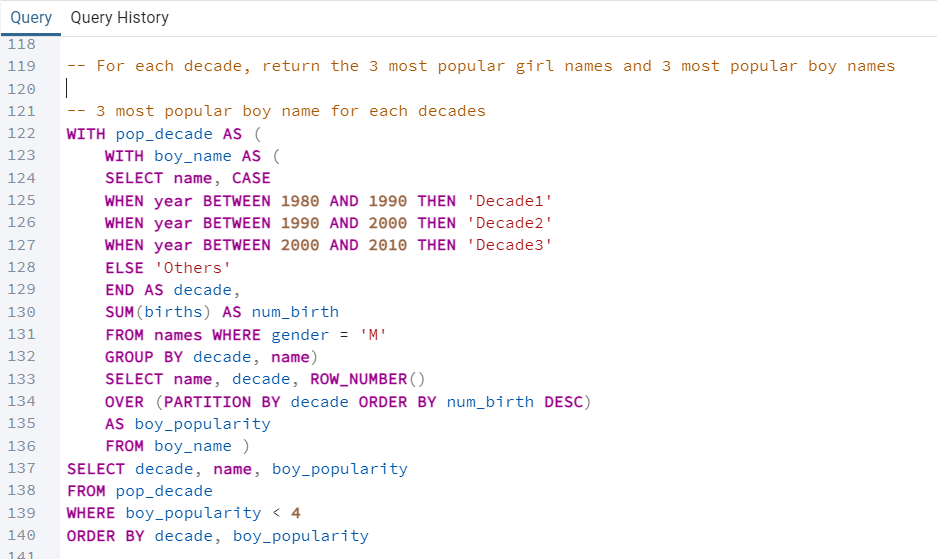 Query Query History
118
119 -- For each decade, return the 3 most popular girl names and 3 most popular boy names
120
121 -- 3 most popular boy name for each decades
122 WITH pop_decade AS (
123 WITH boy_name AS (
124 SELECT name, CASE
125 WHEN year BETWEEN 1980 AND 1990 THEN 'Decade1'
126 WHEN year BETWEEN 1990 AND 2000 THEN 'Decade2'
127 WHEN year BETWEEN 2000 AND 2010 THEN 'Decade3'
128 ELSE 'Others'
129 END AS decade,
130 SUM(births) AS num_birth
131 FROM names WHERE gender = 'M'
132 GROUP BY decade, name)
133 SELECT name, decade, ROW_NUMBER()
134 OVER (PARTITION BY decade ORDER BY num_birth DESC)
135 AS boy_popularity
136 FROM boy_name )
137 SELECT decade, name, boy_popularity
138 FROM pop_decade
139 WHERE boy_popularity < 4
140 ORDER BY decade, boy_popularity
141